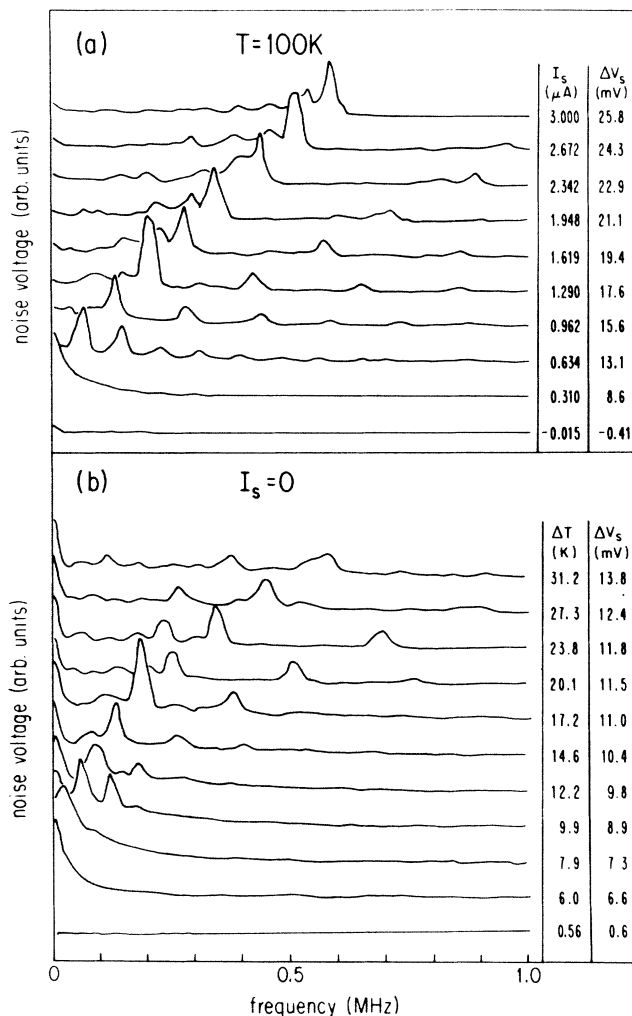 (a) T=100K
I_s ΔV_s
(μA) (mV)
3.000 25.8
2.672 24.3
2.342 22.9
1.948 21.1
1.619 19.4
1.290 17.6
0.962 15.6
0.634 13.1
0.310 8.6
-0.015 -0.41
noise voltage (arb. units)
(b) I_s=0
ΔT ΔV_s
(K) (mV)
31.2 13.8
27.3 12.4
23.8 11.8
20.1 11.5
17.2 11.0
14.6 10.4
12.2 9.8
9.9 8.9
7.9 7.3
6.0 6.6
0.56 0.6
noise voltage (arb. units)
0 0.5 1.0
frequency (MHz)